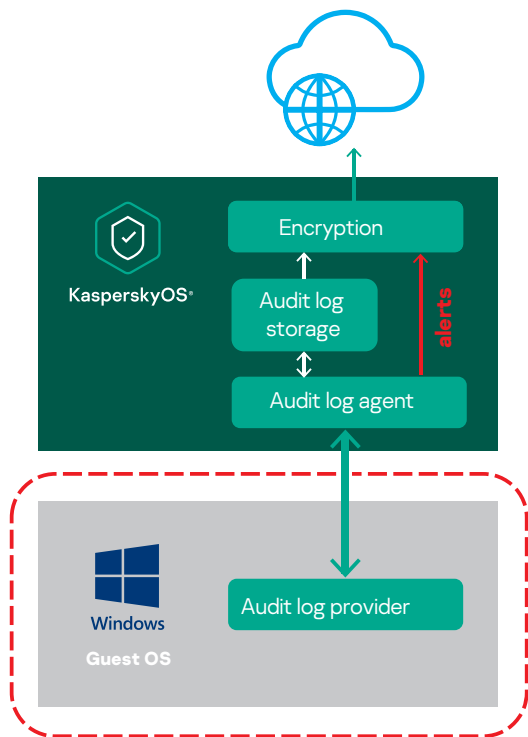 Encryption
KasperskyOS®
Audit log
storage
alerts
Audit log agent
Windows
Guest OS
Audit log provider